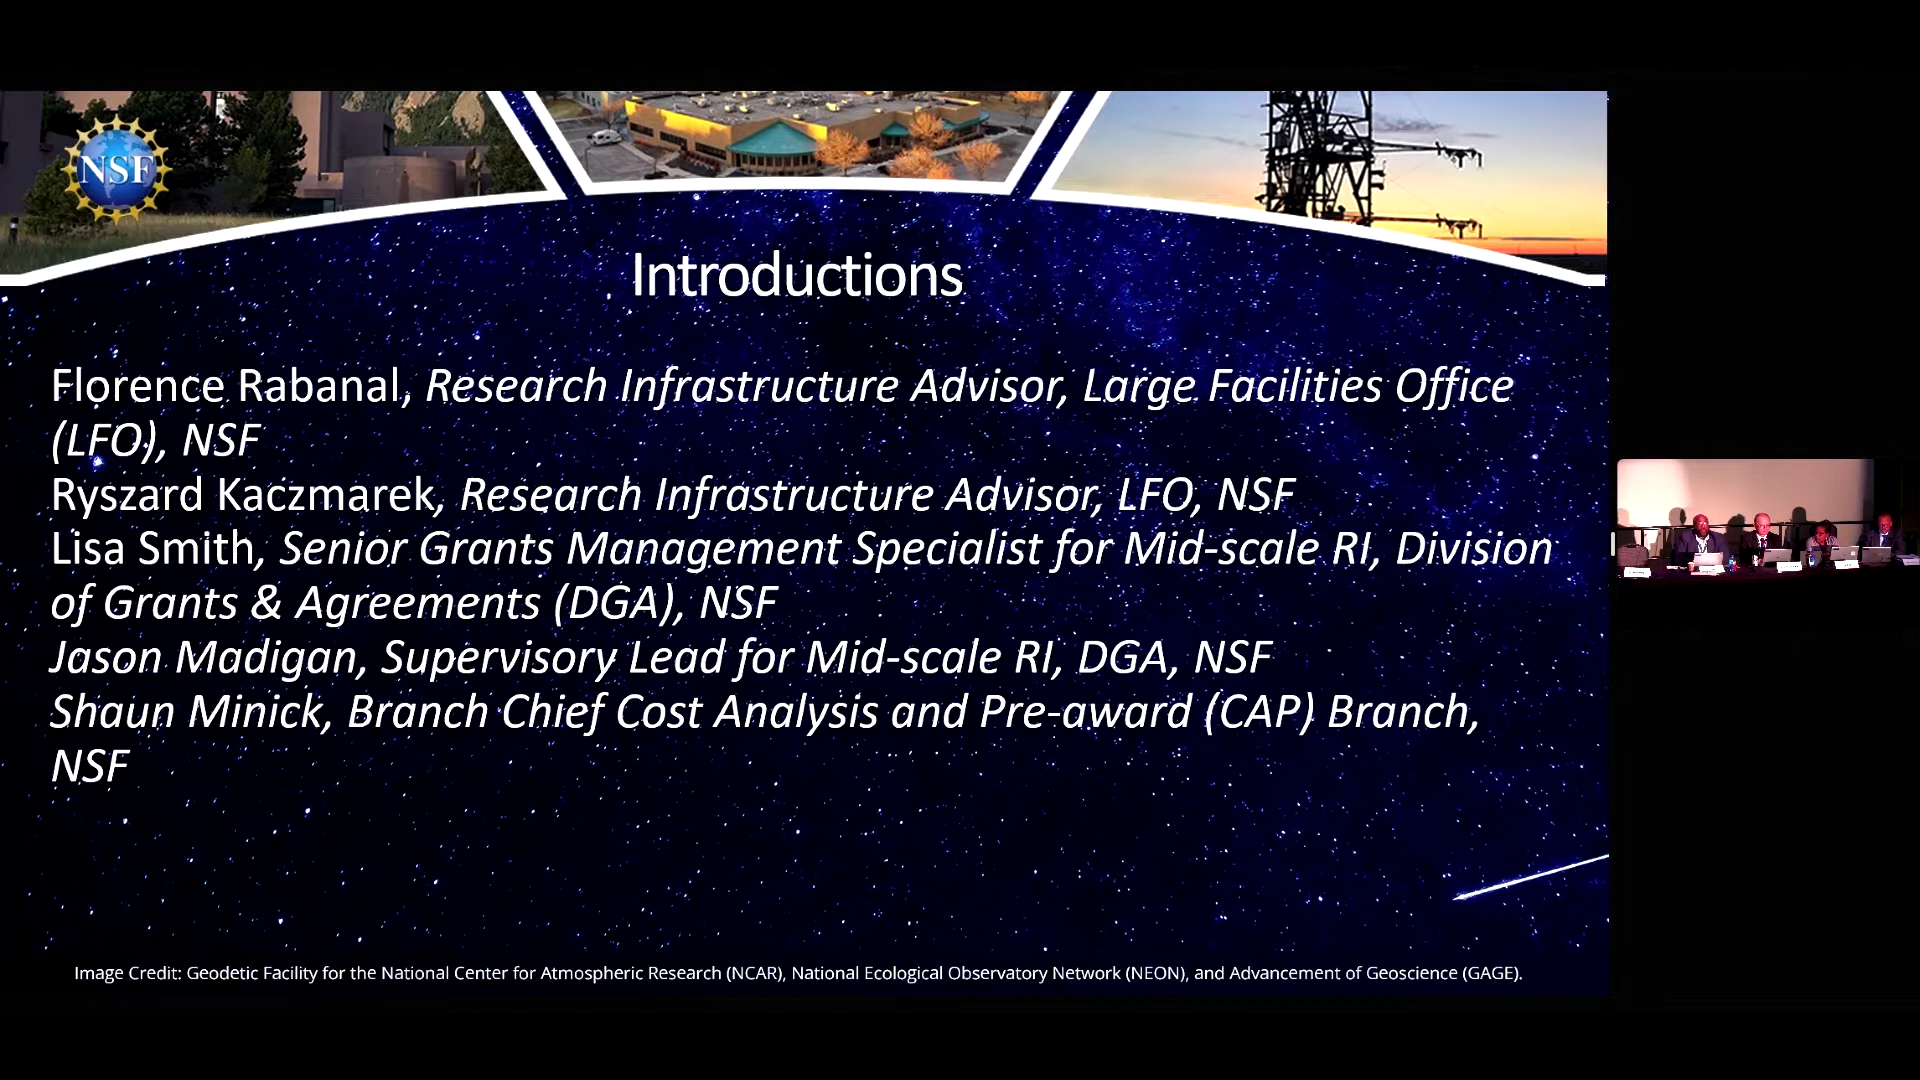 NSF
Introductions
Florence Rabanal, Research Infrastructure Advisor, Large Facilities Office
(LFO), NSF
Ryszard Kaczmarek, Research Infrastructure Advisor, LFO, NSF
Lisa Smith, Senior Grants Management Specialist for Mid-scale RI, Division
of Grants & Agreements (DGA), NSF
Jason Madigan, Supervisory Lead for Mid-scale RI, DGA, NSF
Shaun Minick, Branch Chief Cost Analysis and Pre-award (CAP) Branch,
NSF
Image Credit: Geodetic Facility for the National Center for Atmospheric Research (NCAR), National Ecological Observatory Network (NEON), and Advancement of Geoscience (GAGE).